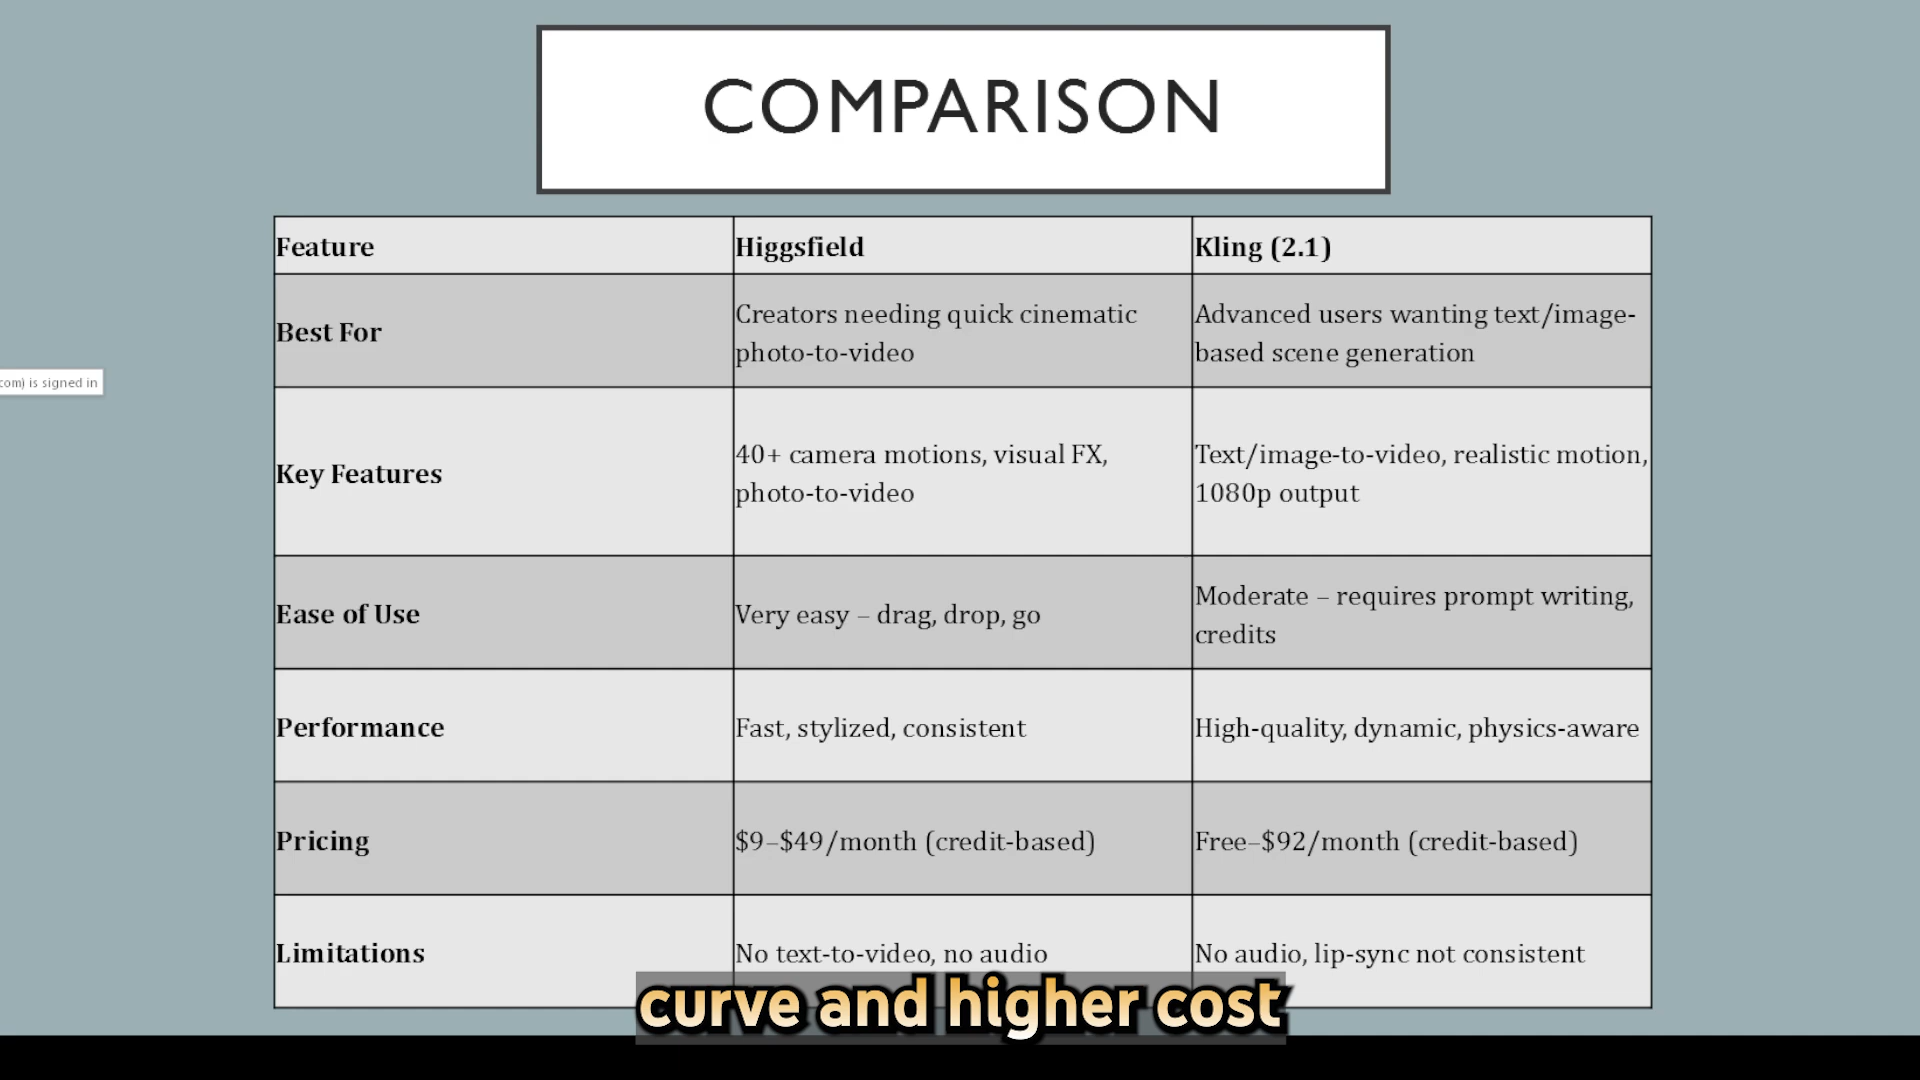 COMPARISON
Feature
Higgsfield
Kling (2.1)
Best For
Creators needing quick cinematic
photo-to-video
Advanced users wanting text/image-
based scene generation
com) is signed in
Key Features
40+ camera motions, visual FX,
photo-to-video
Text/image-to-video, realistic motion,
1080p output
Ease of Use
Very easy – drag, drop, go
Moderate – requires prompt writing,
credits
Performance
Fast, stylized, consistent
High-quality, dynamic, physics-aware
Pricing
$9–$49/month (credit-based)
Free–$92/month (credit-based)
Limitations
No text-to-video, no audio
No audio, lip-sync not consistent
curve and higher cost